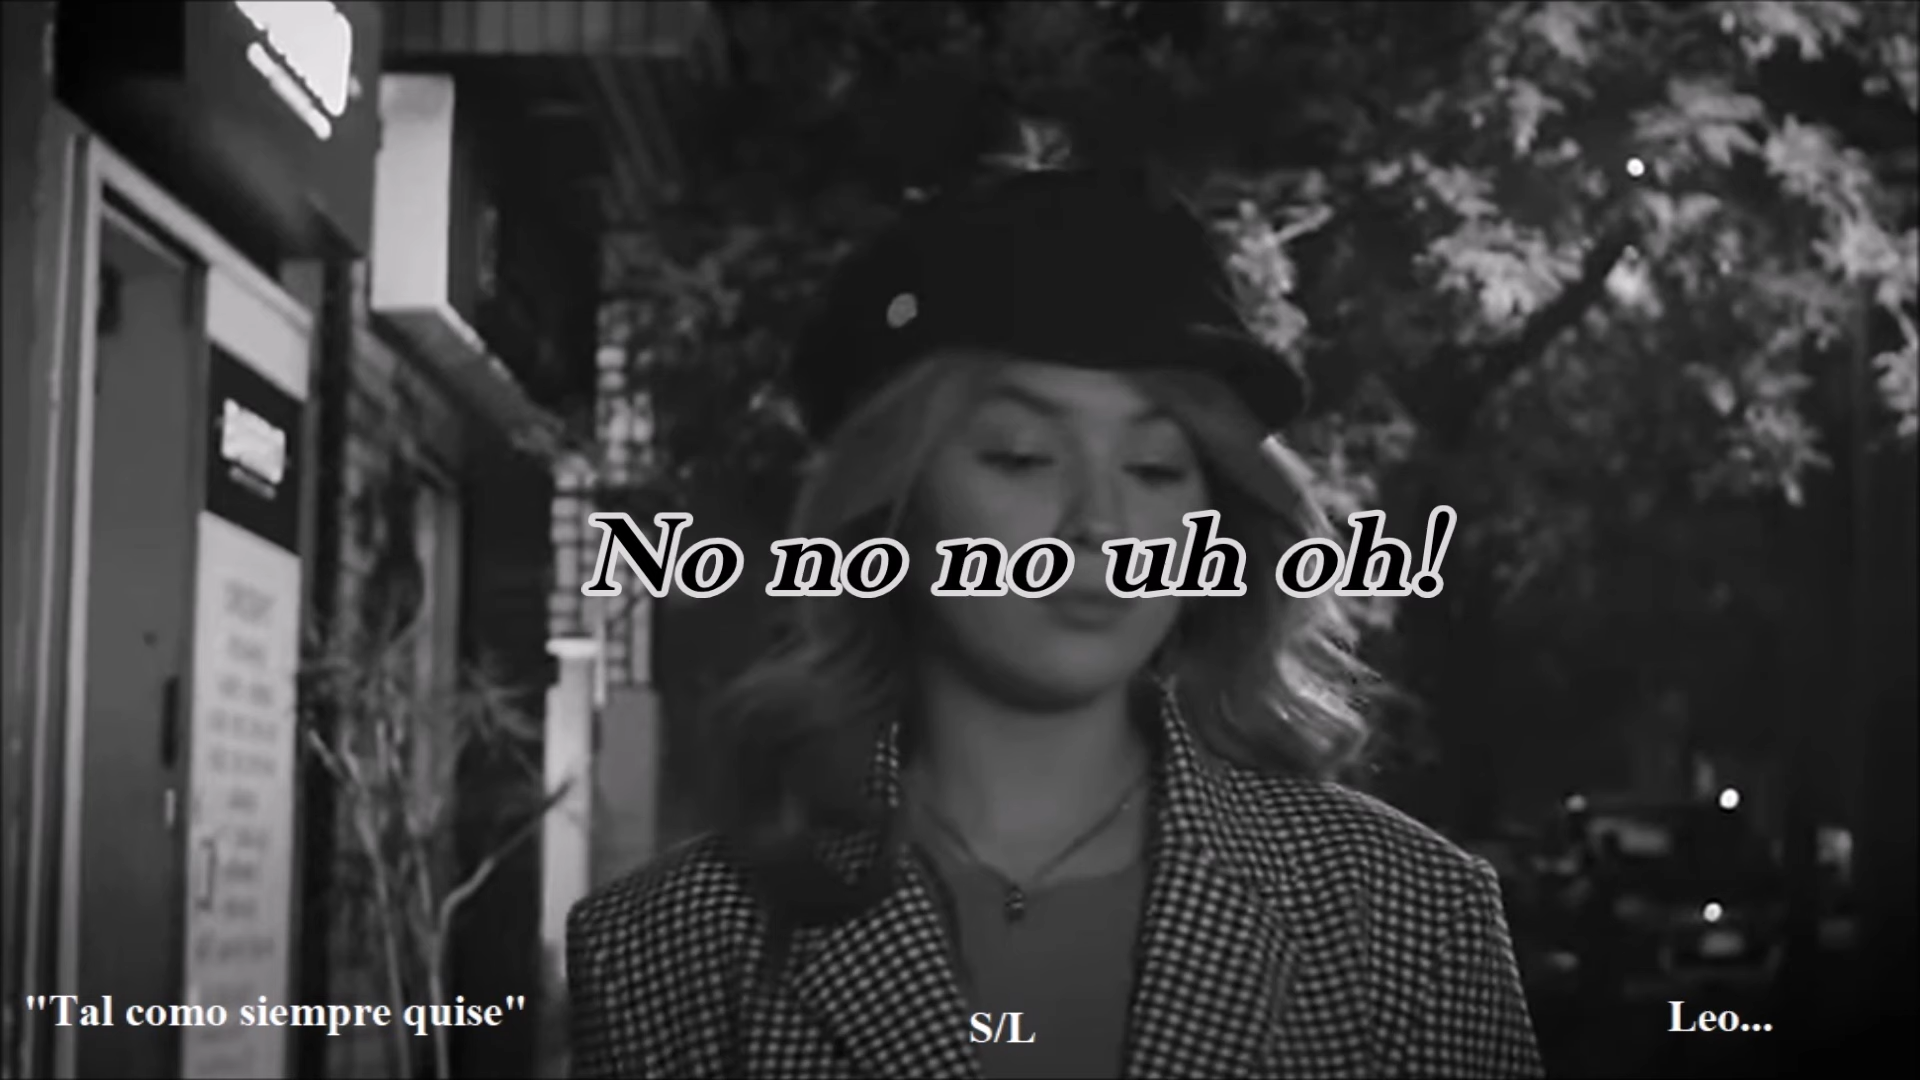 No no no uh oh!
"Tal como siempre quise"
S/L
Leo...